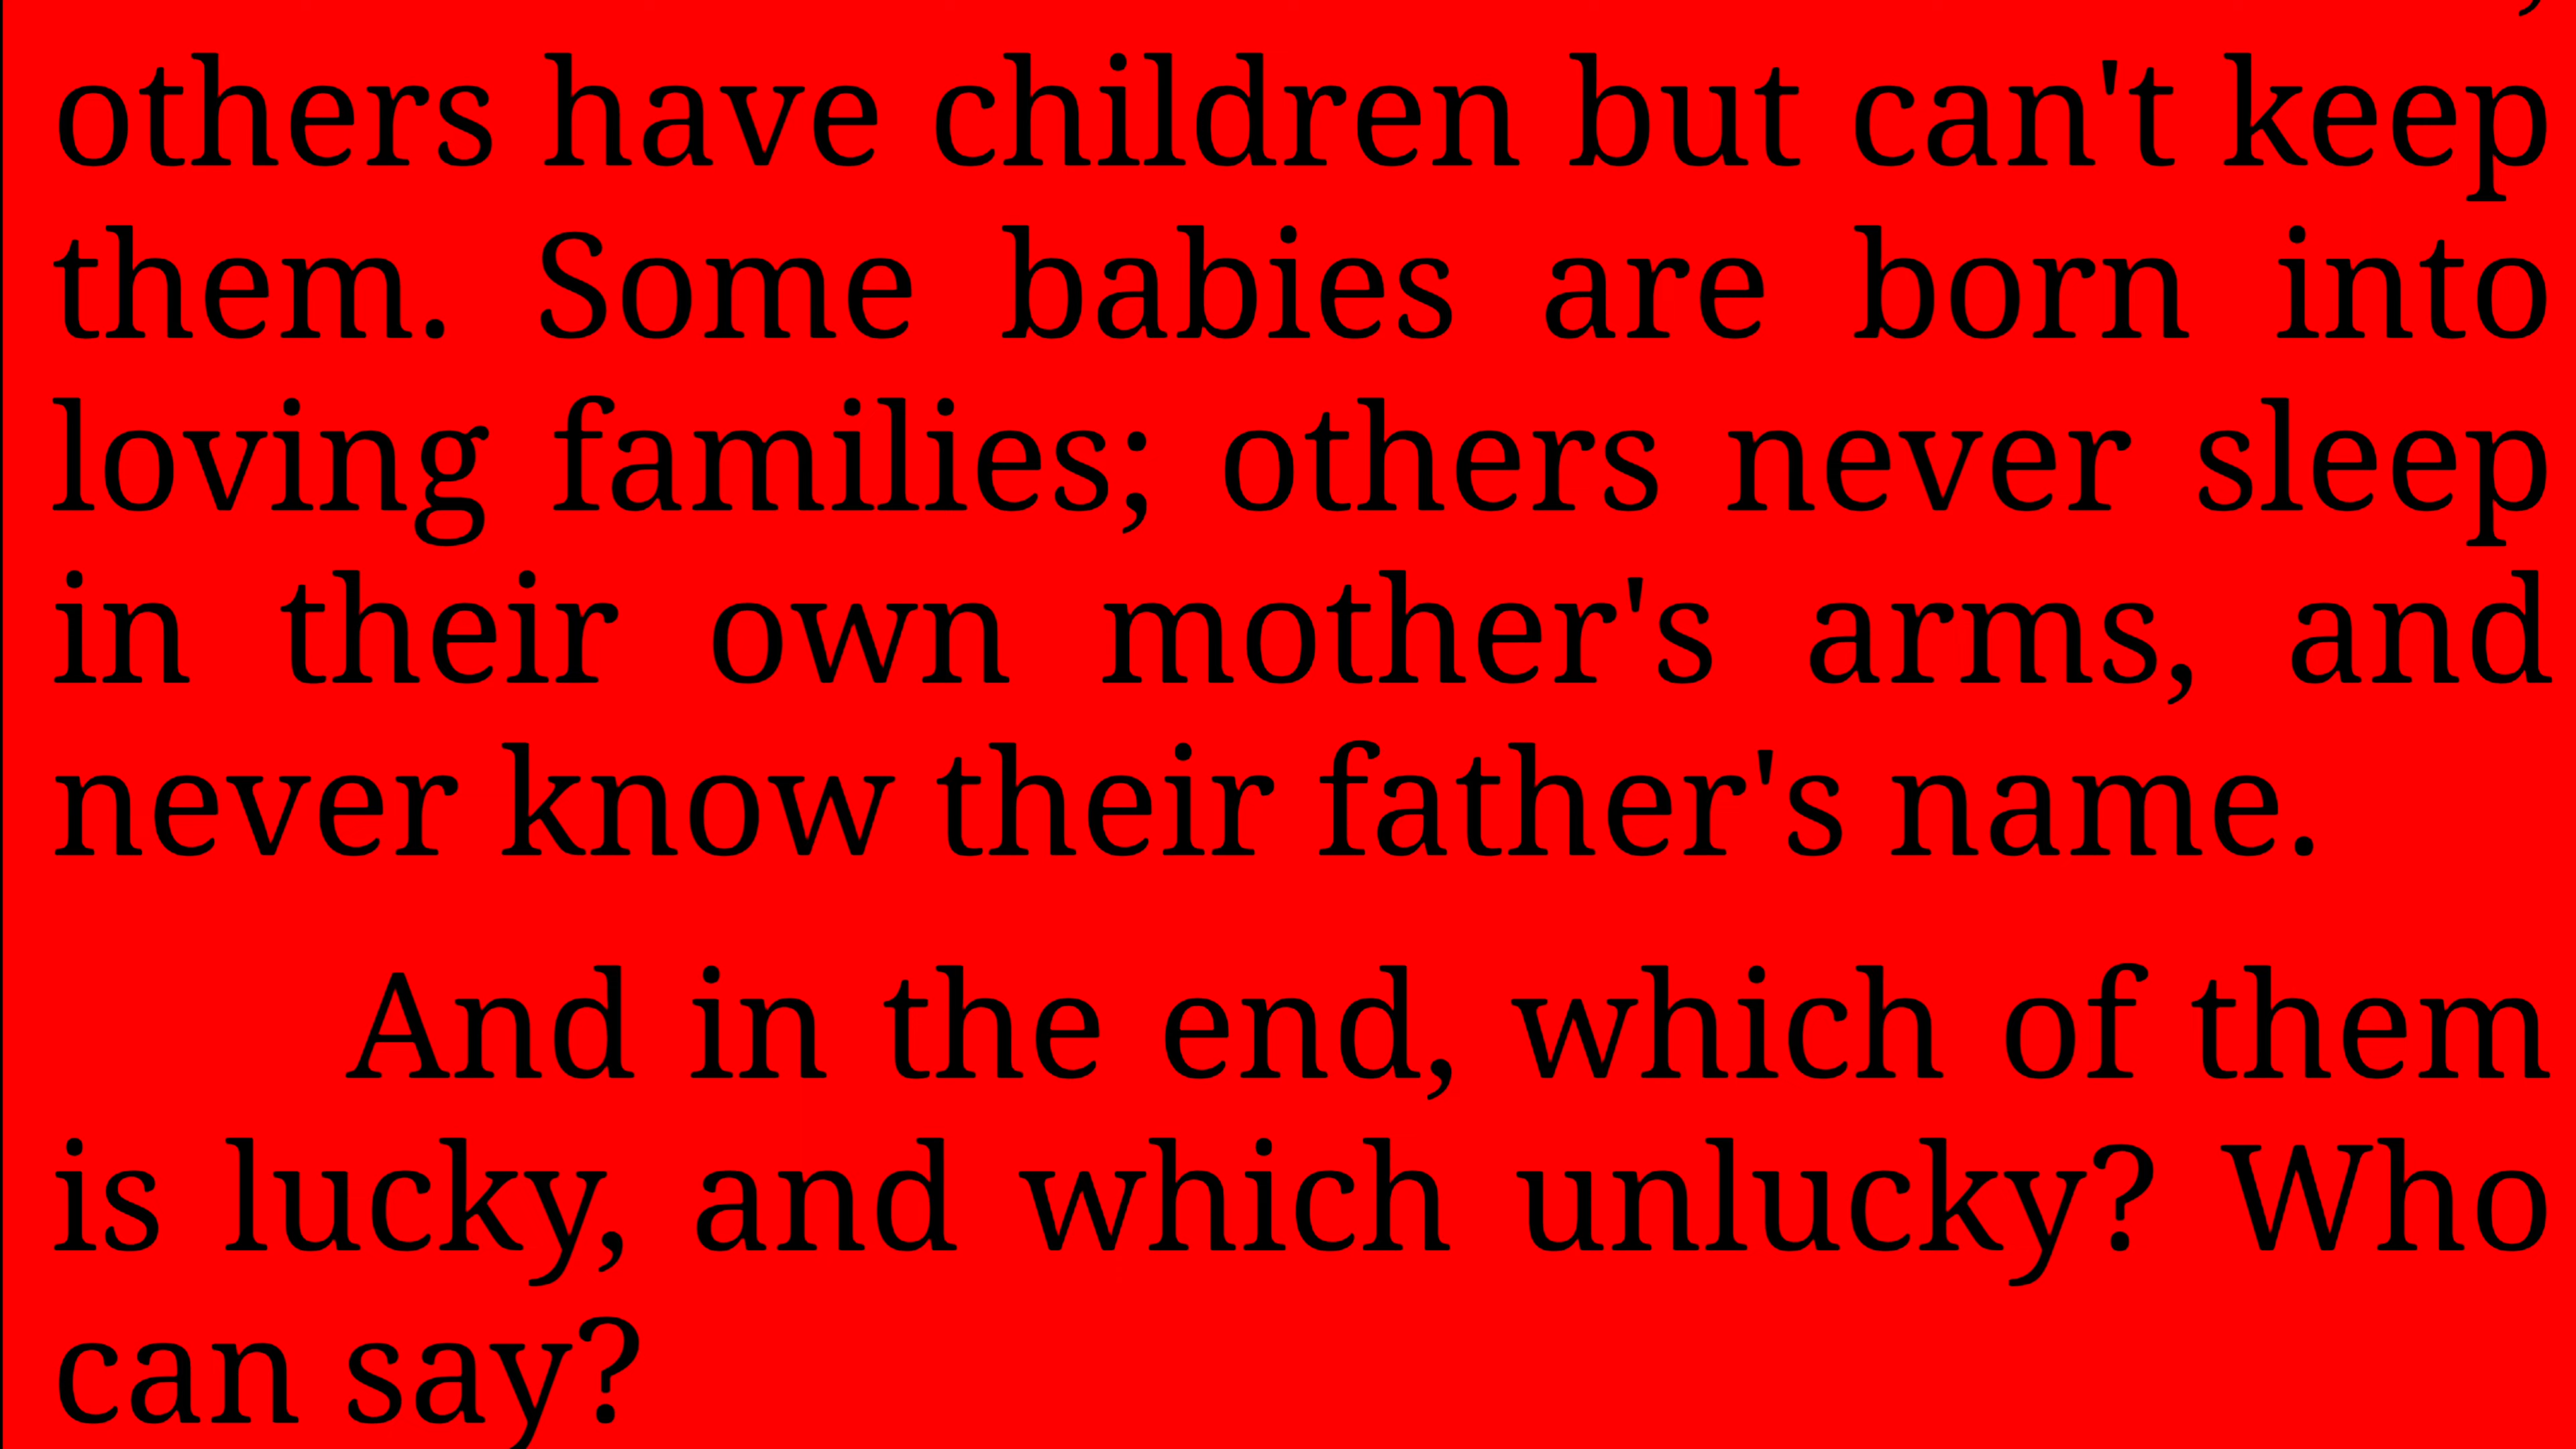 others have children but can't keep
them. Some babies are born into
loving families; others never sleep
in their own mother's arms, and
never know their father's name.
And in the end, which of them
is lucky, and which unlucky? Who
can say?